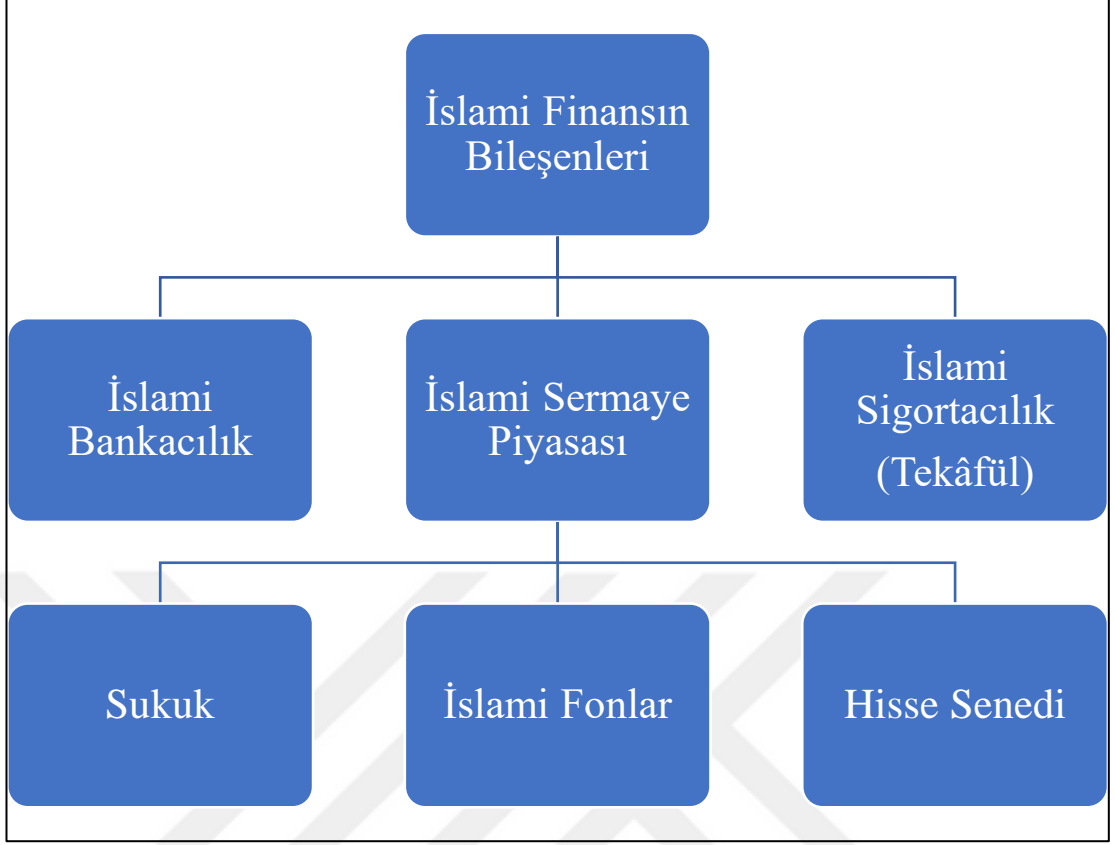 İslami Finansın
Bileşenleri
İslami
Bankacılık
İslami Sermaye
Piyasası
İslami
Sigortacılık
(Tekâfül)
Sukuk
İslami Fonlar
Hisse Senedi